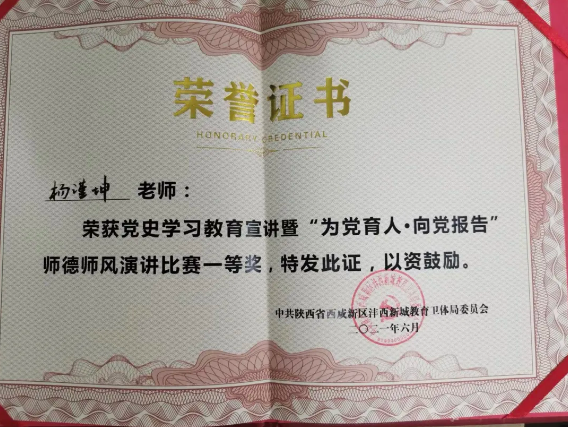 荣誉证书
HONORARY CREDENTIAL
杨谨坤 老师：
荣获党史学习教育宣讲暨“为党育人·向党报告”
师德师风演讲比赛一等奖，特发此证，以资鼓励。
中共陕西省西咸新区沣西新城教育卫体局委员会
二〇二一年六月